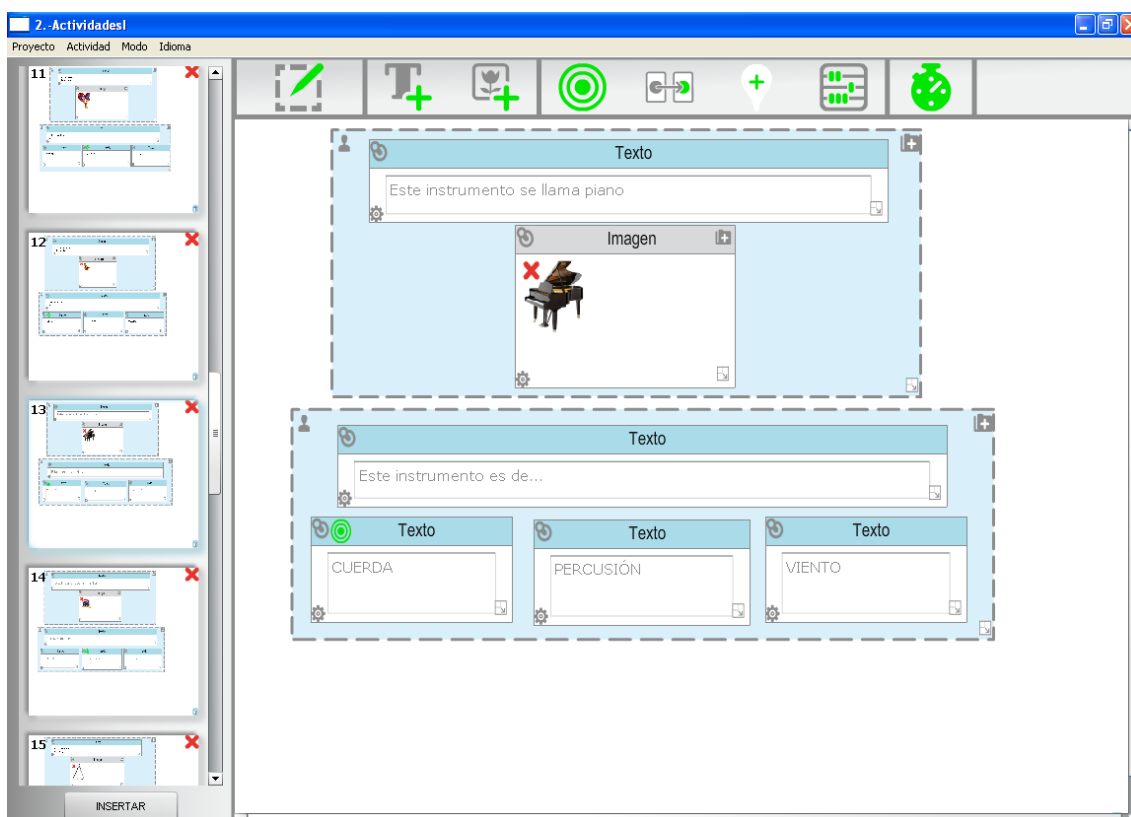 2.-ActividadesI
Proyecto Actividad Modo Idioma
11
12
13
14
15
INSERTAR
Texto
Este instrumento se llama piano
Imagen
Texto
Este instrumento es de...
Texto
CUERDA
Texto
PERCUSIÓN
Texto
VIENTO